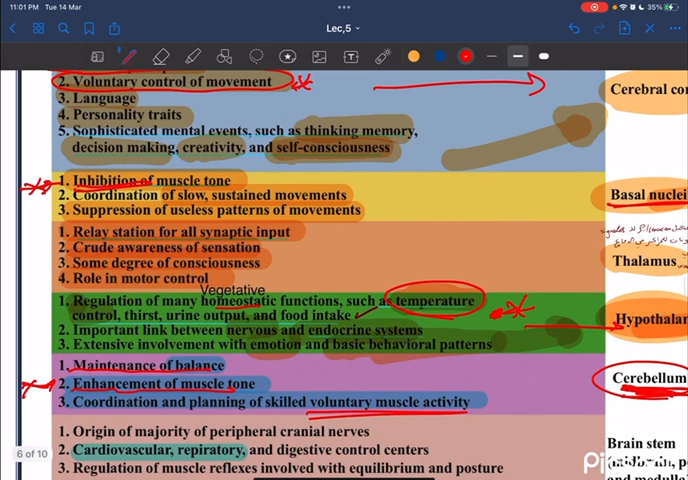 11:01 PM Tue 14 Mar
35%
Lec,5
2. Voluntary control of movement
Cerebral co
3. Language
4. Personality traits
5. Sophisticated mental events, such as thinking memory,
decision making, creativity, and self-consciousness
1. Inhibition of muscle tone
2. Coordination of slow, sustained movements
Basal nuclei
3. Suppression of useless patterns of movements
1. Relay station for all synaptic input
2. Crude awareness of sensation
3. Some degree of consciousness
Thalamus
4. Role in motor control
Vegetative
1. Regulation of many homeostatic functions, such as temperature
control, thirst, urine output, and food intake
Hypothala
2. Important link between nervous and endocrine systems
3. Extensive involvement with emotion and basic behavioral patterns
1. Maintenance of balance
2. Enhancement of muscle tone
Cerebellum
3. Coordination and planning of skilled voluntary muscle activity
1. Origin of majority of peripheral cranial nerves
2. Cardiovascular, repiratory, and digestive control centers
Brain stem
3. Regulation of muscle reflexes involved with equilibrium and posture
(midbrain, p
and medulla
6 of 10